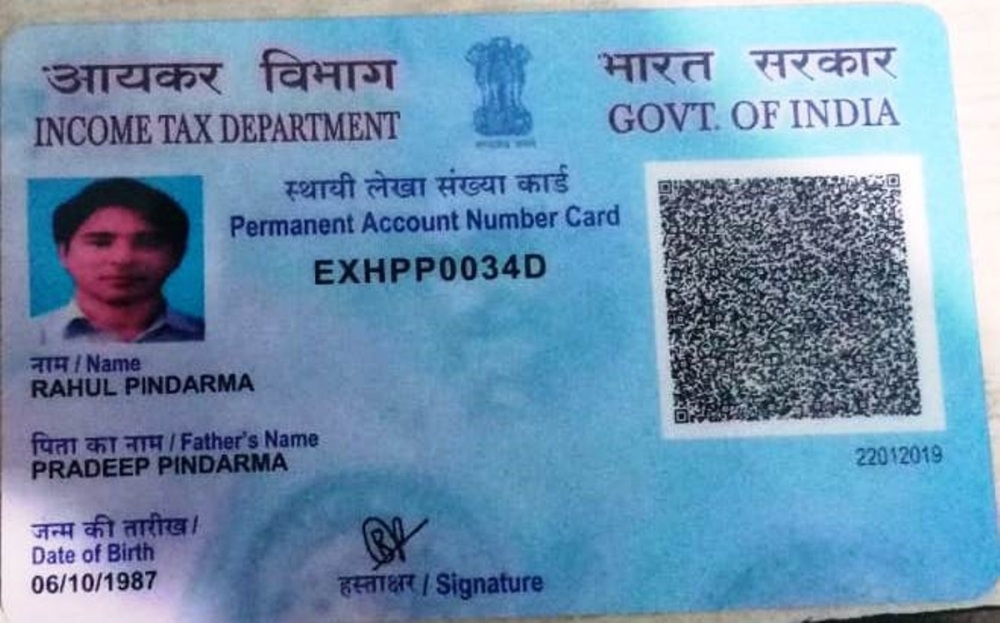 आयकर विभाग
INCOME TAX DEPARTMENT
भारत सरकार
GOVT. OF INDIA
स्थायी लेखा संख्या कार्ड
Permanent Account Number Card
EXHPP0034D
नाम / Name
RAHUL PINDARMA
पिता का नाम / Father's Name
PRADEEP PINDARMA
जन्म की तारीख /
Date of Birth
06/10/1987
हस्ताक्षर / Signature
22012019